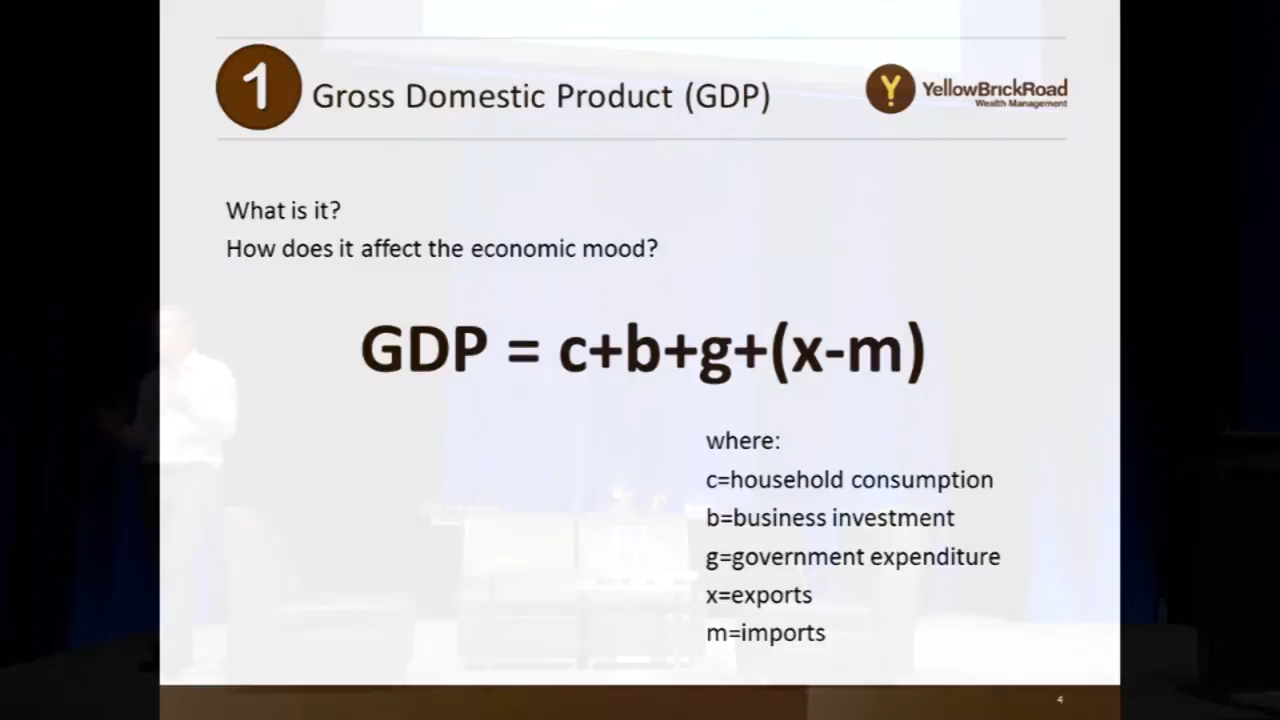 1
Gross Domestic Product (GDP)
Y
YellowBrickRoad
Wealth Management
What is it?
How does it affect the economic mood?
GDP = c+b+g+(x-m)
where:
c=household consumption
b=business investment
g=government expenditure
x=exports
m=imports
4